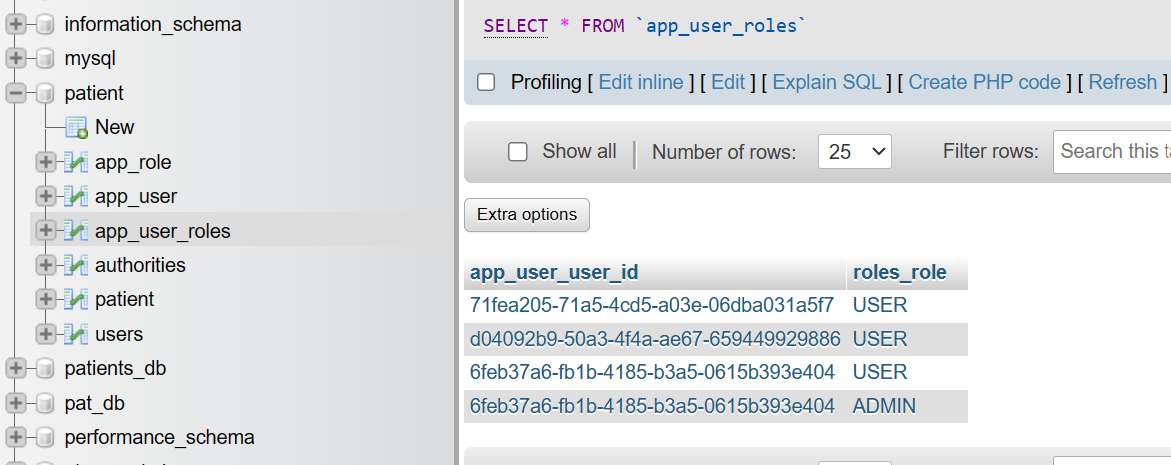 information_schema
mysql
patient
New
app_role
app_user
app_user_roles
authorities
patient
users
patients_db
pat_db
performance_schema
SELECT * FROM `app_user_roles`
Profiling [ Edit inline ] [ Edit ] [ Explain SQL ] [ Create PHP code ] [ Refresh ]
Show all | Number of rows: 25 Filter rows: Search this
Extra options
app_user_user_id roles_role
71fea205-71a5-4cd5-a03e-06dba031a5f7 USER
d04092b9-50a3-4f4a-ae67-659449929886 USER
6feb37a6-fb1b-4185-b3a5-0615b393e404 USER
6feb37a6-fb1b-4185-b3a5-0615b393e404 ADMIN